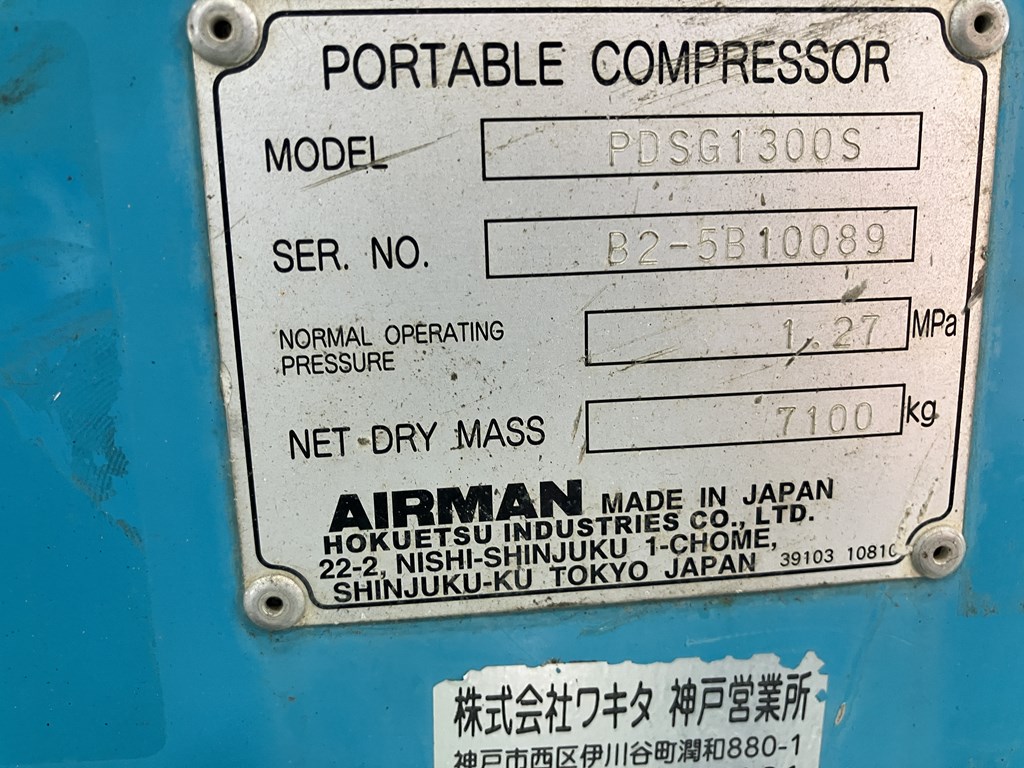 PORTABLE COMPRESSOR
MODEL PDSG1300S
SER. NO. B2-5B10089
NORMAL OPERATING PRESSURE 1.27 MPa
NET DRY MASS 7100 kg
AIRMAN MADE IN JAPAN
HOKUETSU INDUSTRIES CO., LTD.
22-2, NISHI-SHINJUKU 1-CHOME,
SHINJUKU-KU TOKYO JAPAN 39103 10810
株式会社ワキタ 神戸営業所
神戸市西区伊川谷町潤和880-1